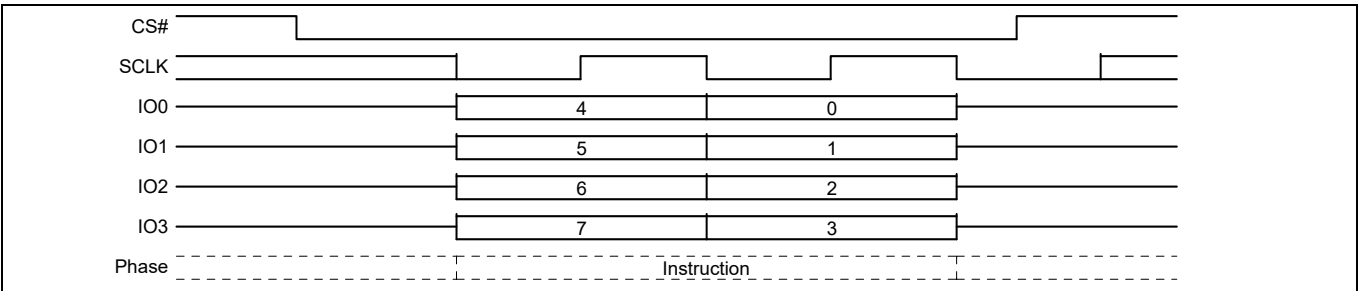 CS#
SCLK
IO0 4 0
IO1 5 1
IO2 6 2
IO3 7 3
Phase Instruction